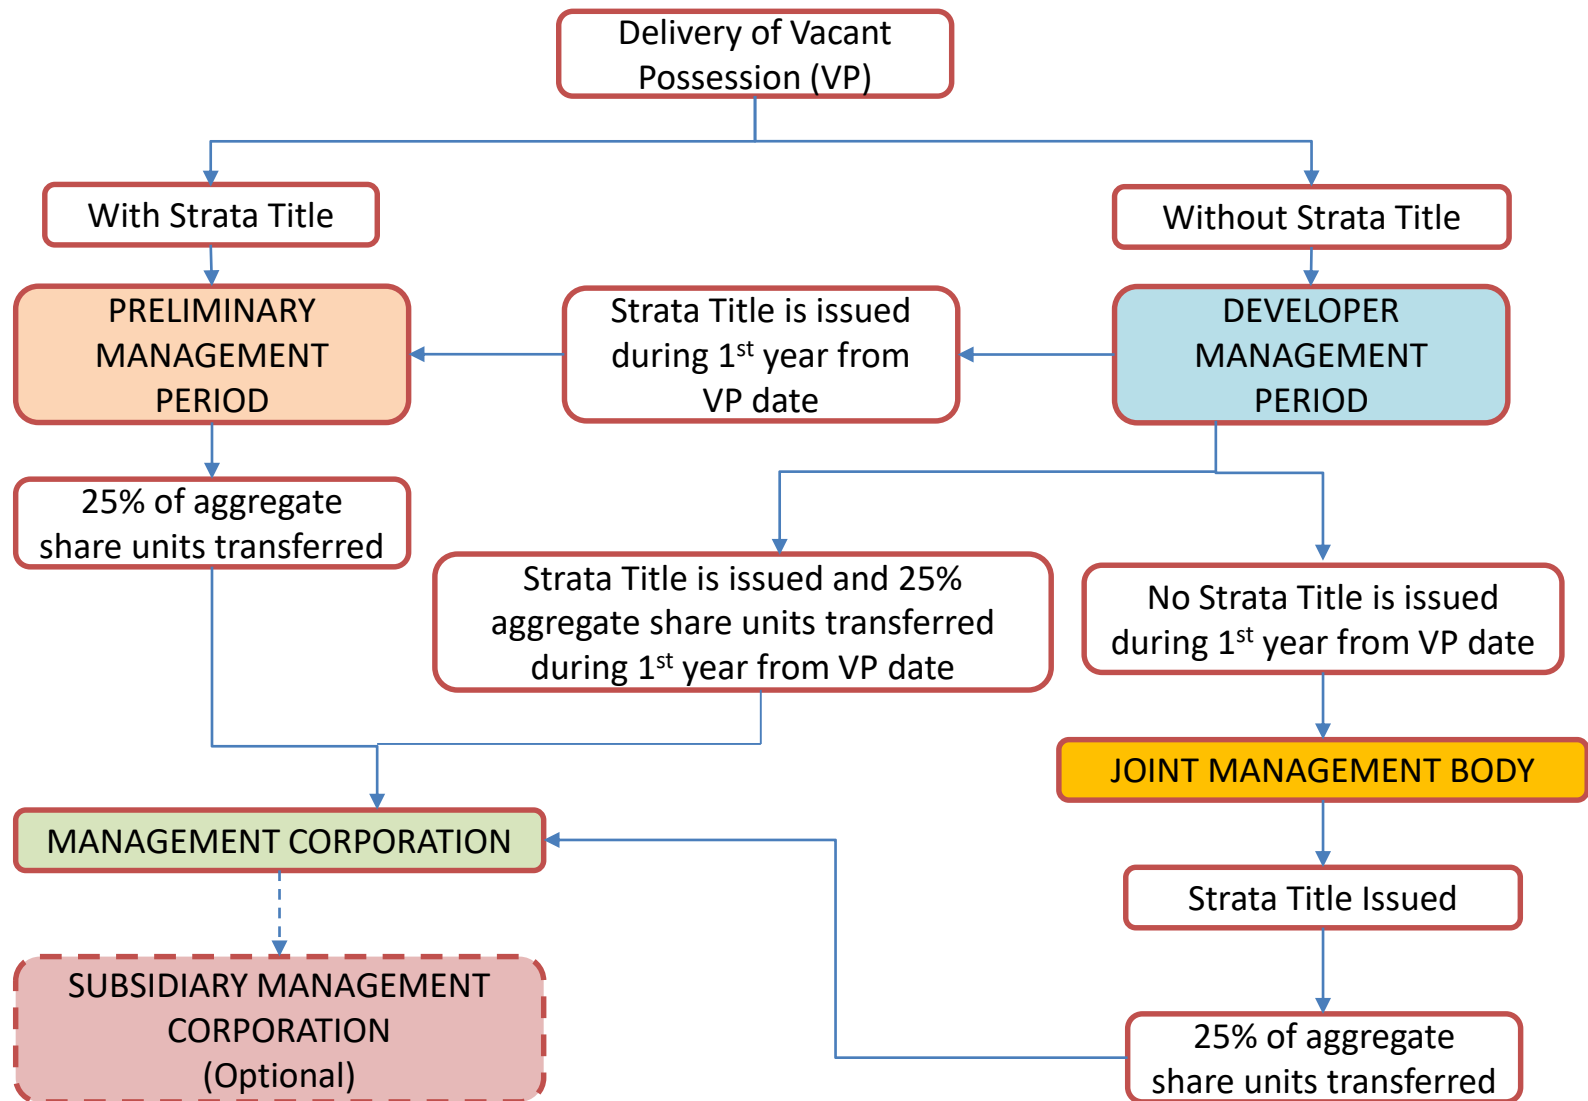 Delivery of Vacant
Possession (VP)
With Strata Title
Without Strata Title
PRELIMINARY
MANAGEMENT
PERIOD
Strata Title is issued
during 1st year from
VP date
DEVELOPER
MANAGEMENT
PERIOD
25% of aggregate
share units transferred
Strata Title is issued and 25%
aggregate share units transferred
during 1st year from VP date
No Strata Title is issued
during 1st year from VP date
JOINT MANAGEMENT BODY
MANAGEMENT CORPORATION
Strata Title Issued
SUBSIDIARY MANAGEMENT
CORPORATION
(Optional)
25% of aggregate
share units transferred